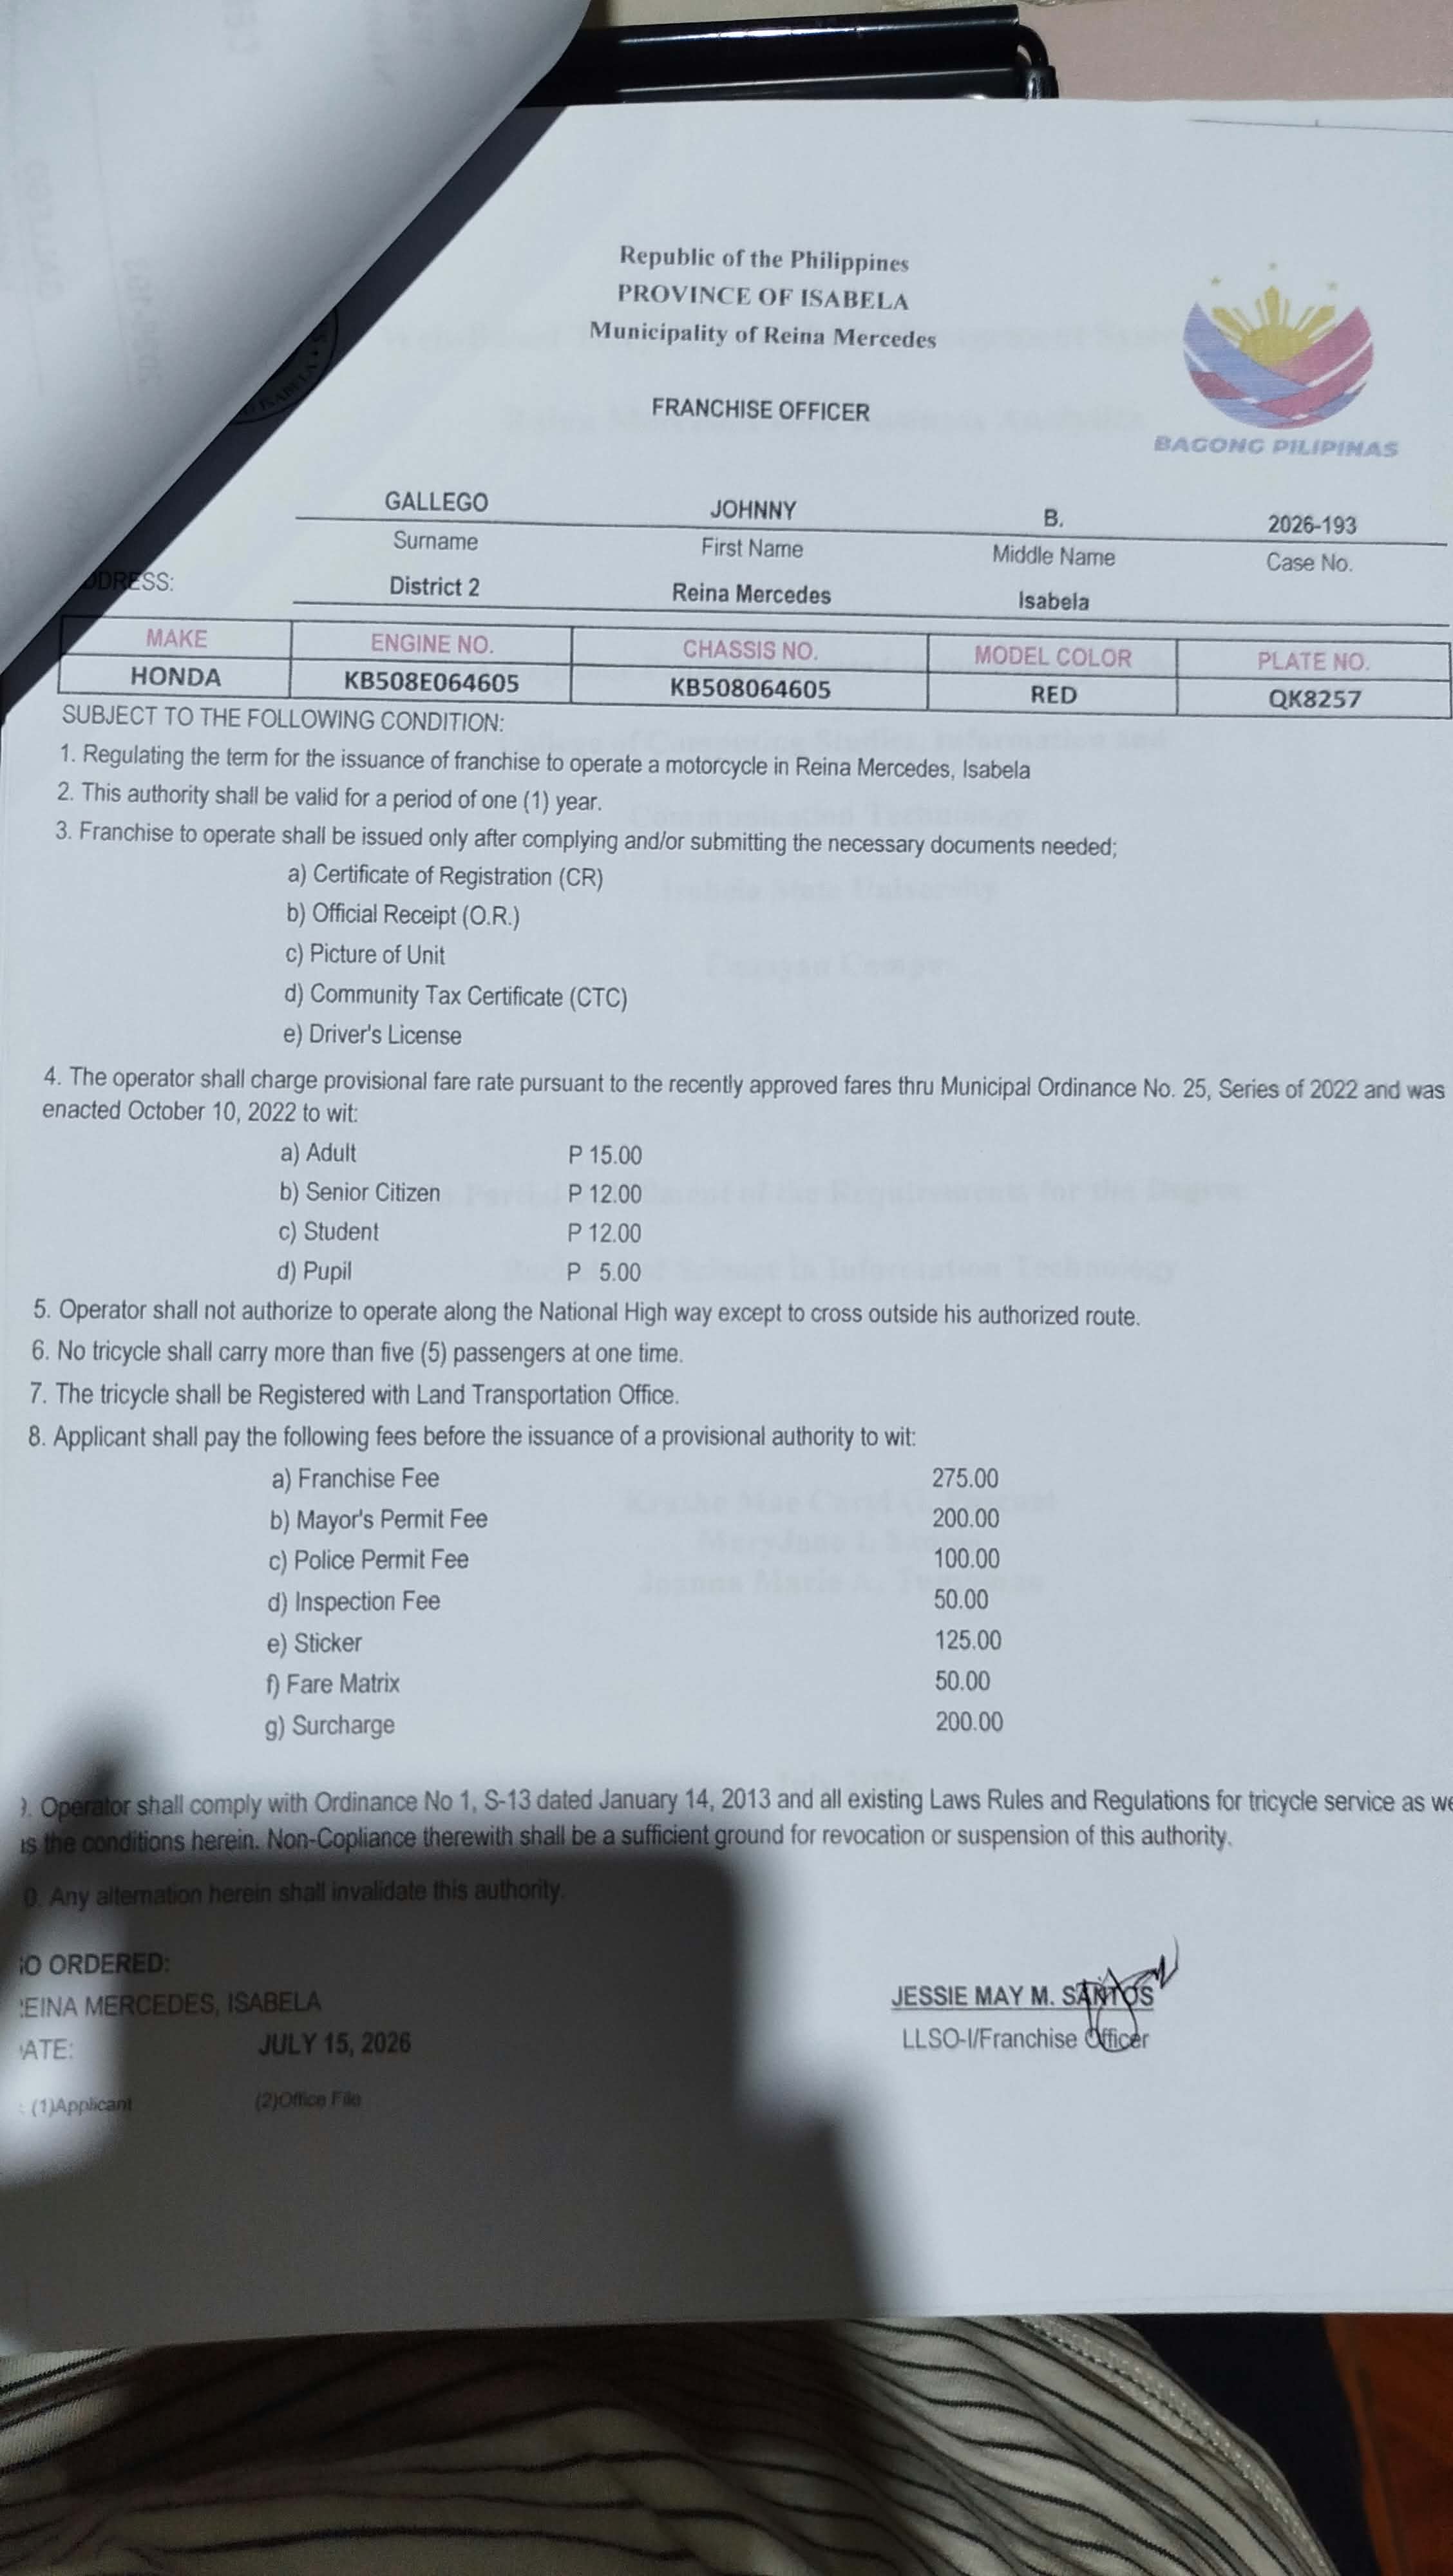 Republic of the Philippines
PROVINCE OF ISABELA
Municipality of Reina Mercedes
FRANCHISE OFFICER
BAGONG PILIPINAS
ISABELA
GALLEGO JOHNNY B. 2026-193
Surname First Name Middle Name Case No.
DDRESS: District 2 Reina Mercedes Isabela
MAKE ENGINE NO. CHASSIS NO. MODEL COLOR PLATE NO.
HONDA KB508E064605 KB508064605 RED QK8257
SUBJECT TO THE FOLLOWING CONDITION:
1. Regulating the term for the issuance of franchise to operate a motorcycle in Reina Mercedes, Isabela
2. This authority shall be valid for a period of one (1) year.
3. Franchise to operate shall be issued only after complying and/or submitting the necessary documents needed;
a) Certificate of Registration (CR)
b) Official Receipt (O.R.)
c) Picture of Unit
d) Community Tax Certificate (CTC)
e) Driver's License
4. The operator shall charge provisional fare rate pursuant to the recently approved fares thru Municipal Ordinance No. 25, Series of 2022 and was
enacted October 10, 2022 to wit:
a) Adult P 15.00
b) Senior Citizen P 12.00
c) Student P 12.00
d) Pupil P 5.00
5. Operator shall not authorize to operate along the National High way except to cross outside his authorized route.
6. No tricycle shall carry more than five (5) passengers at one time.
7. The tricycle shall be Registered with Land Transportation Office.
8. Applicant shall pay the following fees before the issuance of a provisional authority to wit:
a) Franchise Fee 275.00
b) Mayor's Permit Fee 200.00
c) Police Permit Fee 100.00
d) Inspection Fee 50.00
e) Sticker 125.00
f) Fare Matrix 50.00
g) Surcharge 200.00
. Operator shall comply with Ordinance No 1, S-13 dated January 14, 2013 and all existing Laws Rules and Regulations for tricycle service as we
is the conditions herein. Non-Copliance therewith shall be a sufficient ground for revocation or suspension of this authority.
0. Any alternation herein shall invalidate this authority.
O ORDERED:
EINA MERCEDES, ISABELA
ATE: JULY 15, 2026
: (1)Applicant (2)Office File
JESSIE MAY M. SANTOS
LLSO-I/Franchise Officer